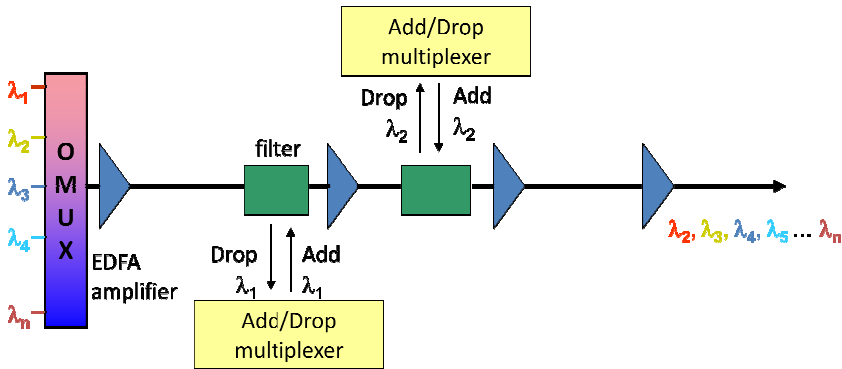 Add/Drop
multiplexer
λ1
λ2
λ3
λ4
λn
O
M
U
X
EDFA
amplifier
filter
Drop
λ1
Add
λ1
Add/Drop
multiplexer
Drop
λ2
Add
λ2
λ2, λ3, λ4, λ5 ... λn